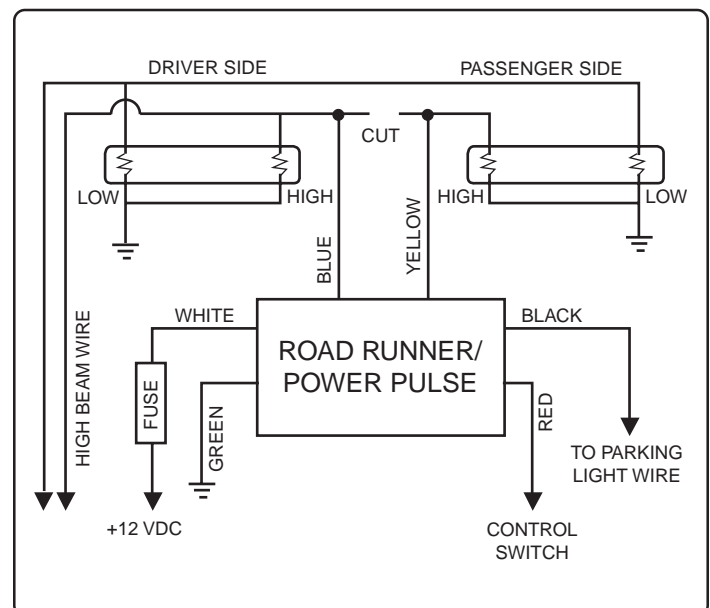 DRIVER SIDE
PASSENGER SIDE
CUT
LOW
HIGH
HIGH
LOW
BLUE
YELLOW
HIGH BEAM WIRE
WHITE
BLACK
ROAD RUNNER/
POWER PULSE
FUSE
GREEN
RED
TO PARKING
LIGHT WIRE
+12 VDC
CONTROL
SWITCH